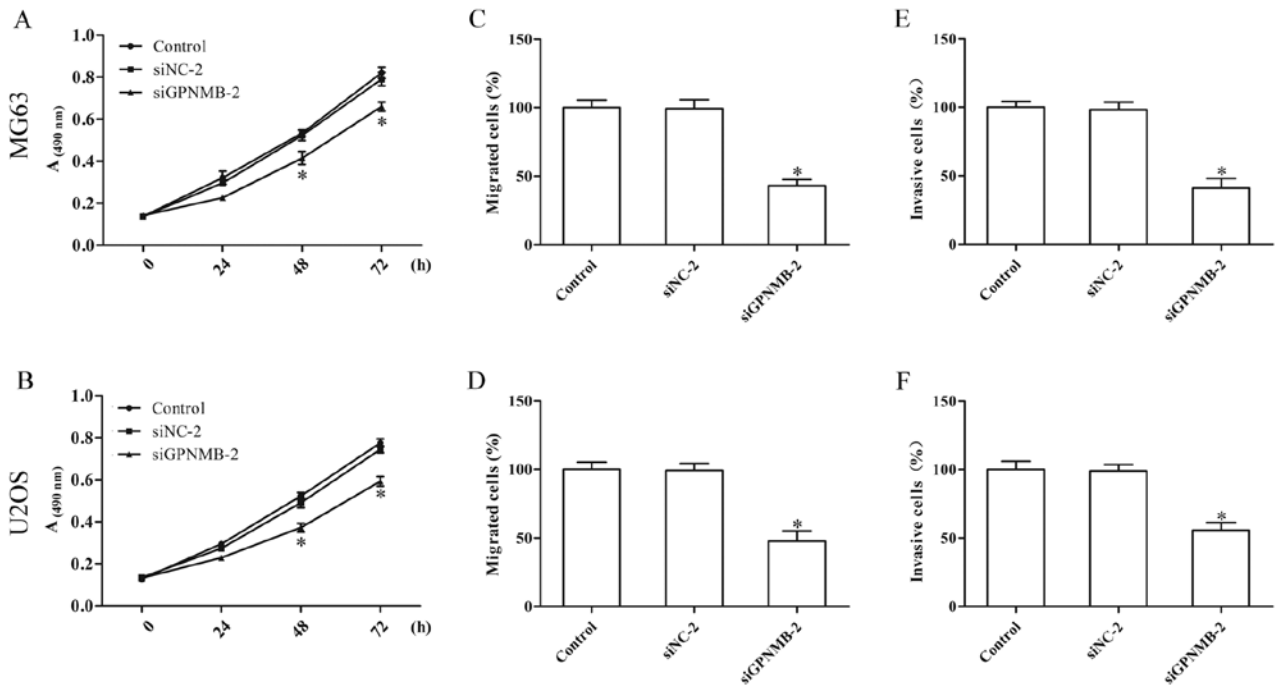 A
MG63
A (490 nm)
1.0
0.8
0.6
0.4
0.2
0.0
Control
siNC-2
siGPNMB-2
*
*
0
24
48
72
(h)
C
Migrated cells (%)
150
100
50
0
*
Control
siNC-2
siGPNMB-2
E
Invasive cells (%)
150
100
50
0
*
Control
siNC-2
siGPNMB-2
B
U2OS
A (490 nm)
1.0
0.8
0.6
0.4
0.2
0.0
Control
siNC-2
siGPNMB-2
*
*
0
24
48
72
(h)
D
Migrated cells (%)
150
100
50
0
*
Control
siNC-2
siGPNMB-2
F
Invasive cells (%)
150
100
50
0
*
Control
siNC-2
siGPNMB-2